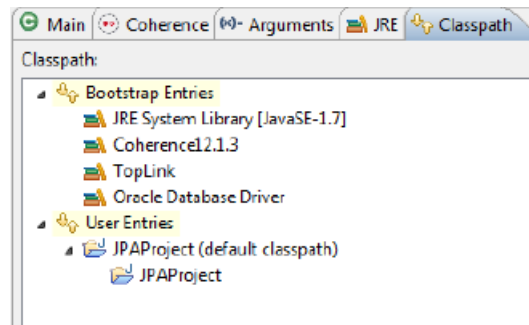 Main Coherence (x)= Arguments JRE Classpath
Classpath:
Bootstrap Entries
JRE System Library [JavaSE-1.7]
Coherence12.1.3
TopLink
Oracle Database Driver
User Entries
JPAProject (default classpath)
JPAProject